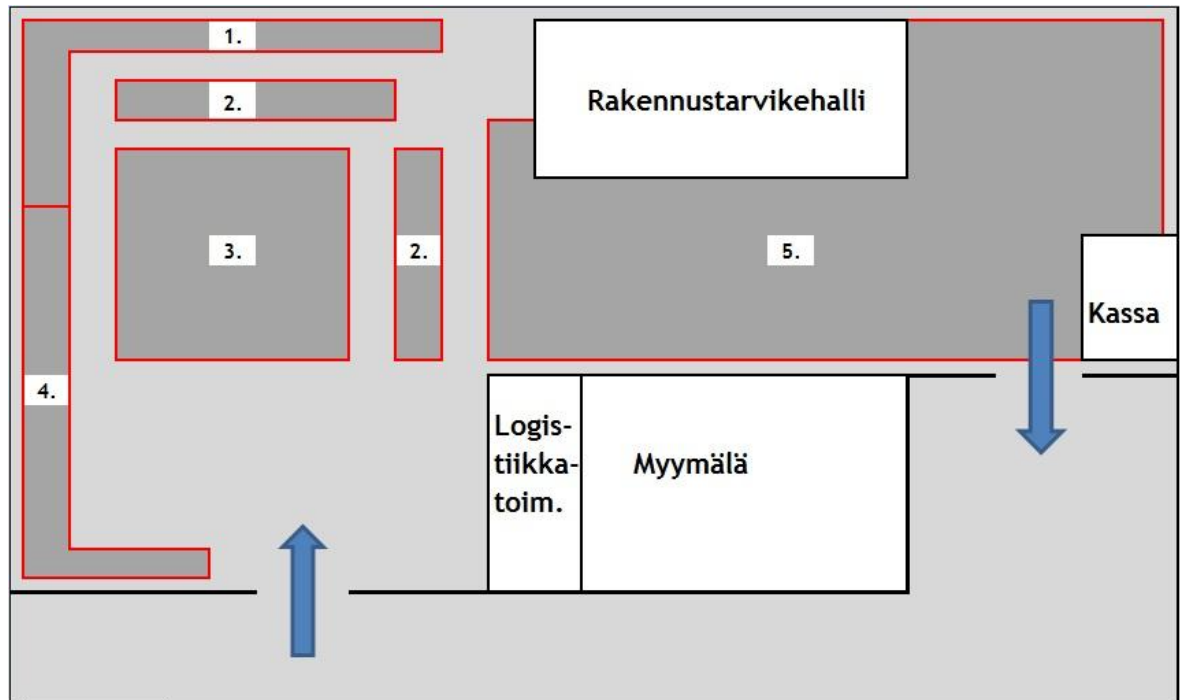 1.
2.
Rakennustarvikehalli
3.
2.
5.
Kassa
4.
Logis-
tiikka-
toim.
Myymälä